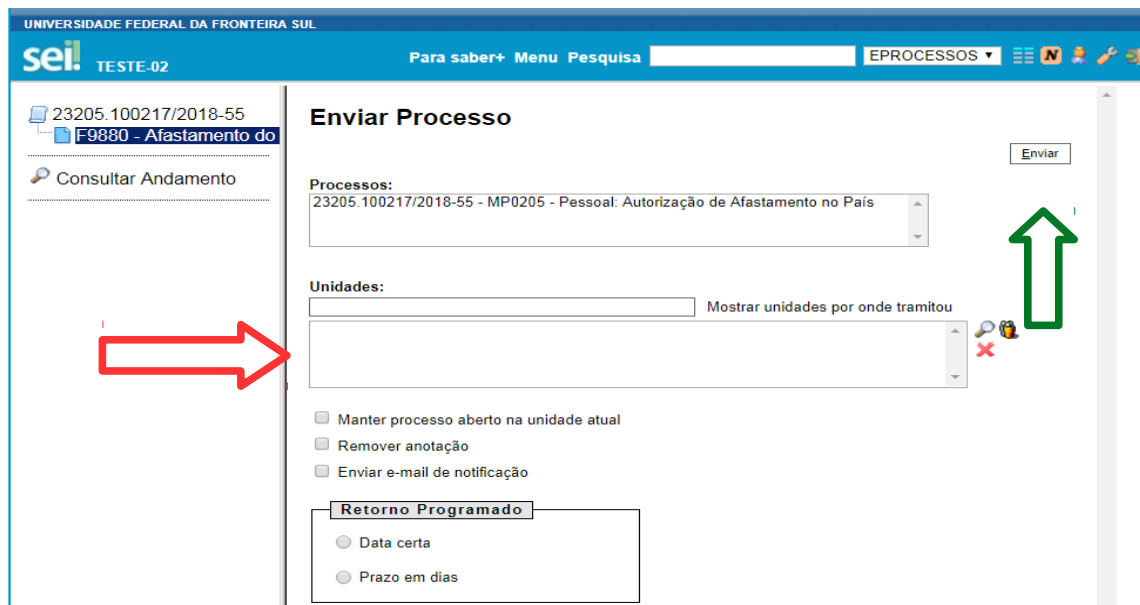 UNIVERSIDADE FEDERAL DA FRONTEIRA SUL
sei! TESTE-02 Para saber+ Menu Pesquisa EPROCESSOS N
23205.100217/2018-55
F9880 - Afastamento do
Consultar Andamento
Enviar Processo
Enviar
Processos:
23205.100217/2018-55 - MP0205 - Pessoal: Autorização de Afastamento no País
Unidades:
Mostrar unidades por onde tramitou
Manter processo aberto na unidade atual
Remover anotação
Enviar e-mail de notificação
Retorno Programado
Data certa
Prazo em dias